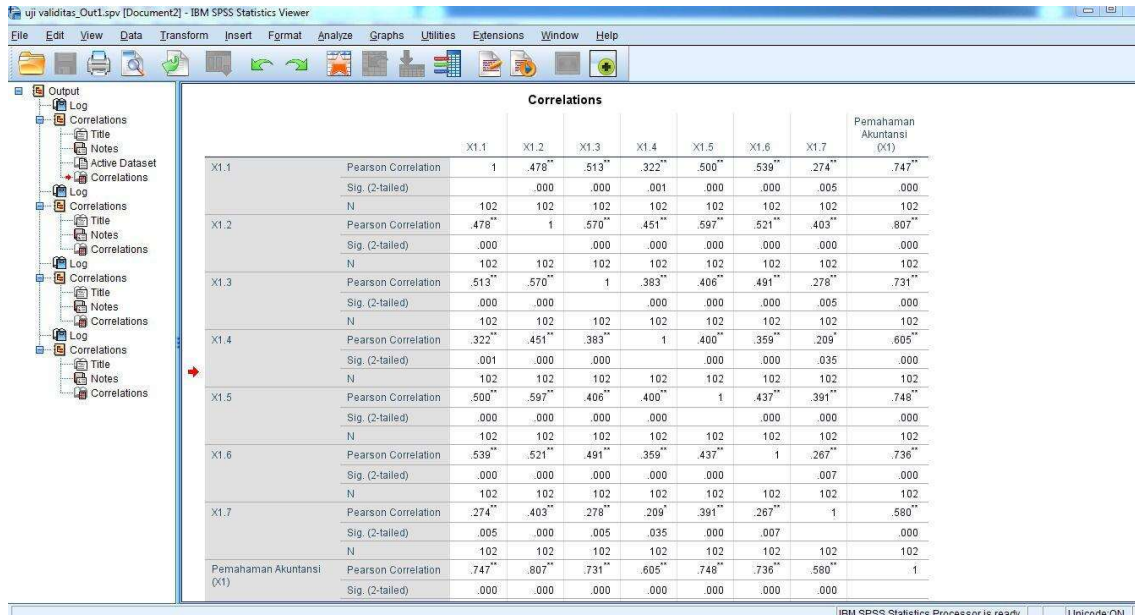 uji validitas_Out1.spv [Document2] - IBM SPSS Statistics Viewer
File Edit View Data Transform Insert Format Analyze Graphs Utilities Extensions Window Help
Output
Log
Correlations
Title
Notes
Active Dataset
Correlations
Log
Correlations
Title
Notes
Correlations
Log
Correlations
Title
Notes
Correlations
Log
Correlations
Title
Notes
Correlations
Correlations
X1.1 X1.2 X1.3 X1.4 X1.5 X1.6 X1.7 Pemahaman Akuntansi (X1)
X1.1 Pearson Correlation 1 .478** .513** .322** .500** .539** .274** .747**
Sig. (2-tailed) .000 .000 .001 .000 .000 .005 .000
N 102 102 102 102 102 102 102 102
X1.2 Pearson Correlation .478** 1 .570** .451** .597** .521** .403** .807**
Sig. (2-tailed) .000 .000 .000 .000 .000 .000 .000
N 102 102 102 102 102 102 102 102
X1.3 Pearson Correlation .513** .570** 1 .383** .406** .491** .278** .731**
Sig. (2-tailed) .000 .000 .000 .000 .000 .005 .000
N 102 102 102 102 102 102 102 102
X1.4 Pearson Correlation .322** .451** .383** 1 .400** .359** .209* .605**
Sig. (2-tailed) .001 .000 .000 .000 .000 .035 .000
N 102 102 102 102 102 102 102 102
X1.5 Pearson Correlation .500** .597** .406** .400** 1 .437** .391** .748**
Sig. (2-tailed) .000 .000 .000 .000 .000 .000 .000
N 102 102 102 102 102 102 102 102
X1.6 Pearson Correlation .539** .521** .491** .359** .437** 1 .267** .736**
Sig. (2-tailed) .000 .000 .000 .000 .000 .007 .000
N 102 102 102 102 102 102 102 102
X1.7 Pearson Correlation .274** .403** .278** .209* .391** .267** 1 .580**
Sig. (2-tailed) .005 .000 .005 .035 .000 .007 .000
N 102 102 102 102 102 102 102 102
Pemahaman Akuntansi (X1) Pearson Correlation .747** .807** .731** .605** .748** .736** .580** 1
Sig. (2-tailed) .000 .000 .000 .000 .000 .000 .000
IBM SPSS Statistics Processor is ready Unicode:ON